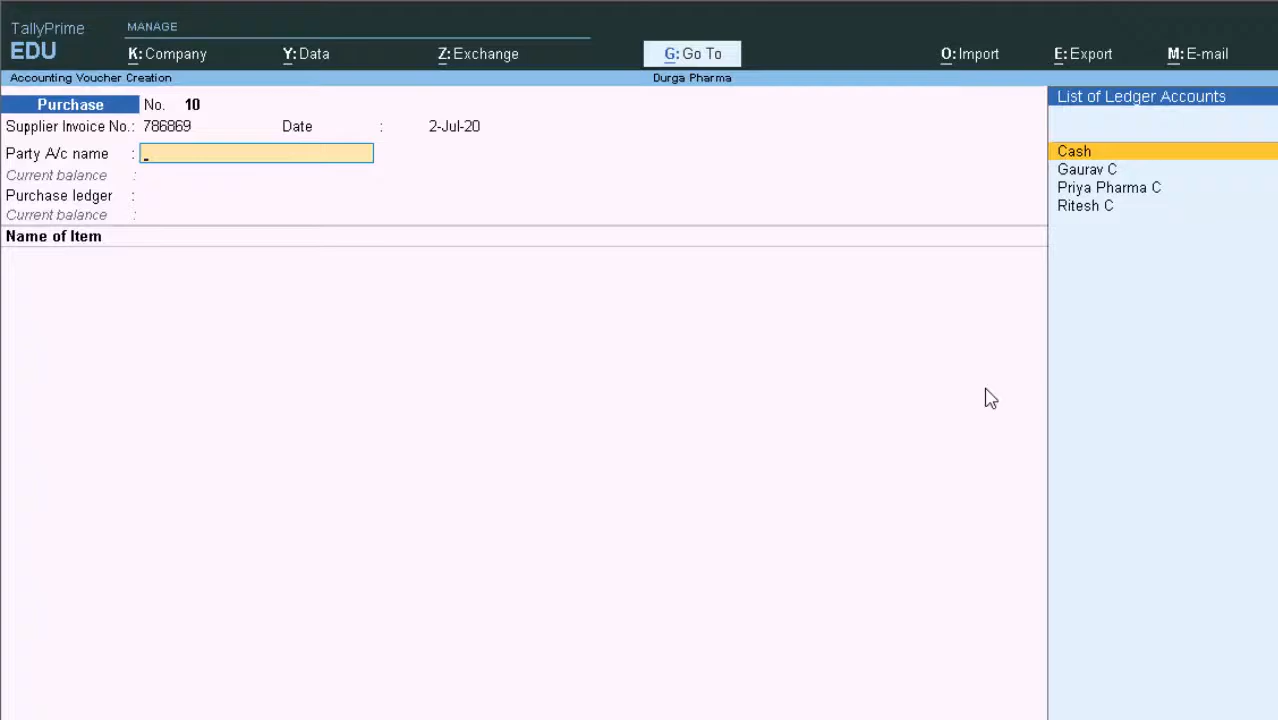 TallyPrime
EDU
MANAGE
K:Company Y:Data Z:Exchange G:Go To O:Import E:Export M:E-mail
Accounting Voucher Creation Durga Pharma
Purchase No. 10
Supplier Invoice No.: 786869 Date : 2-Jul-20
Party A/c name :
Current balance :
Purchase ledger :
Current balance :
Name of Item
List of Ledger Accounts
Cash
Gaurav C
Priya Pharma C
Ritesh C